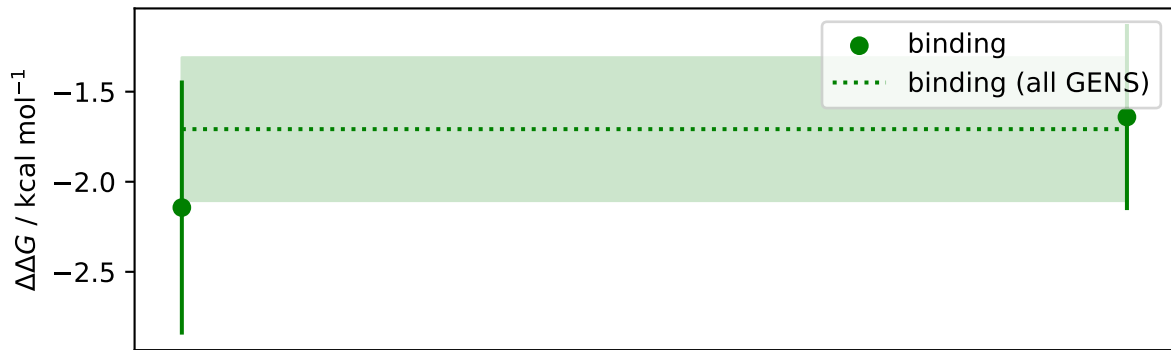 ΔΔG / kcal mol⁻¹
−1.5
−2.0
−2.5
binding
binding (all GENS)